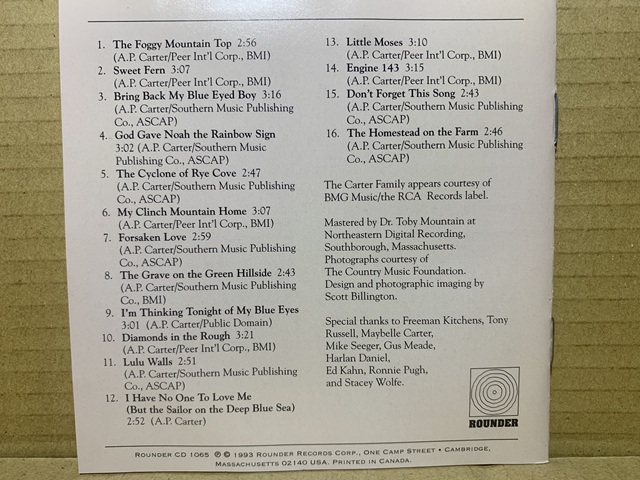 1. The Foggy Mountain Top 2:56
(A.P. Carter/Peer Int'l Corp., BMI)
2. Sweet Fern 3:07
(A.P. Carter/Peer Int'l Corp., BMI)
3. Bring Back My Blue Eyed Boy 3:16
(A.P. Carter/Southern Music Publishing
Co., ASCAP)
4. God Gave Noah the Rainbow Sign
3:02 (A.P. Carter/Southern Music
Publishing Co., ASCAP)
5. The Cyclone of Rye Cove 2:47
(A.P. Carter/Southern Music Publishing
Co., ASCAP)
6. My Clinch Mountain Home 3:07
(A.P. Carter/Peer Int'l Corp., BMI)
7. Forsaken Love 2:59
(A.P. Carter/Southern Music Publishing
Co., ASCAP)
8. The Grave on the Green Hillside 2:43
(A.P. Carter/Southern Music Publishing
Co., BMI)
9. I'm Thinking Tonight of My Blue Eyes
3:01 (A.P. Carter/Public Domain)
10. Diamonds in the Rough 3:21
(A.P. Carter/Peer Int'l Corp., BMI)
11. Lulu Walls 2:51
(A.P. Carter/Southern Music Publishing
Co., ASCAP)
12. I Have No One To Love Me
(But the Sailor on the Deep Blue Sea)
2:52 (A.P. Carter)
13. Little Moses 3:10
(A.P. Carter/Peer Int'l Corp., BMI)
14. Engine 143 3:15
(A.P. Carter/Peer Int'l Corp., BMI)
15. Don't Forget This Song 2:43
(A.P. Carter/Southern Music Publishing
Co., ASCAP)
16. The Homestead on the Farm 2:46
(A.P. Carter/Southern Music Publishing
Co., ASCAP)
The Carter Family appears courtesy of
BMG Music/the RCA Records label.
Mastered by Dr. Toby Mountain at
Northeastern Digital Recording,
Southborough, Massachusetts.
Photographs courtesy of
The Country Music Foundation.
Design and photographic imaging by
Scott Billington.
Special thanks to Freeman Kitchens, Tony
Russell, Maybelle Carter,
Mike Seeger, Gus Meade,
Harlan Daniel,
Ed Kahn, Ronnie Pugh,
and Stacey Wolfe.
ROUNDER
Rounder CD 1065 ℗ © 1993 Rounder Records Corp., One Camp Street • Cambridge,
Massachusetts 02140 USA. Printed in Canada.